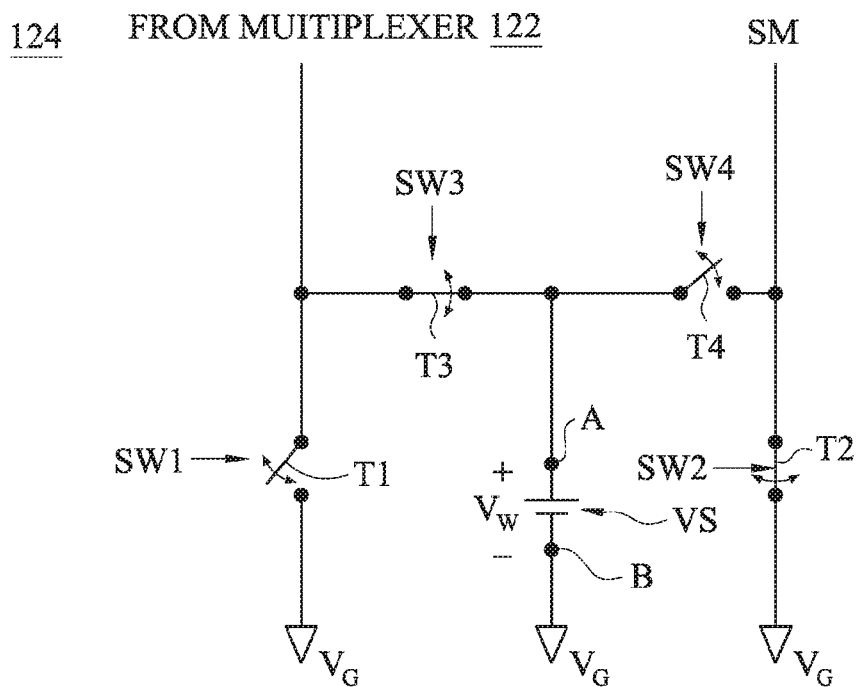 124 FROM MUITIPLEXER 122 SM
SW3
SW4
T3
T4
A
SW1
T1
+
V_W
VS
–
B
SW2
T2
V_G
V_G
V_G